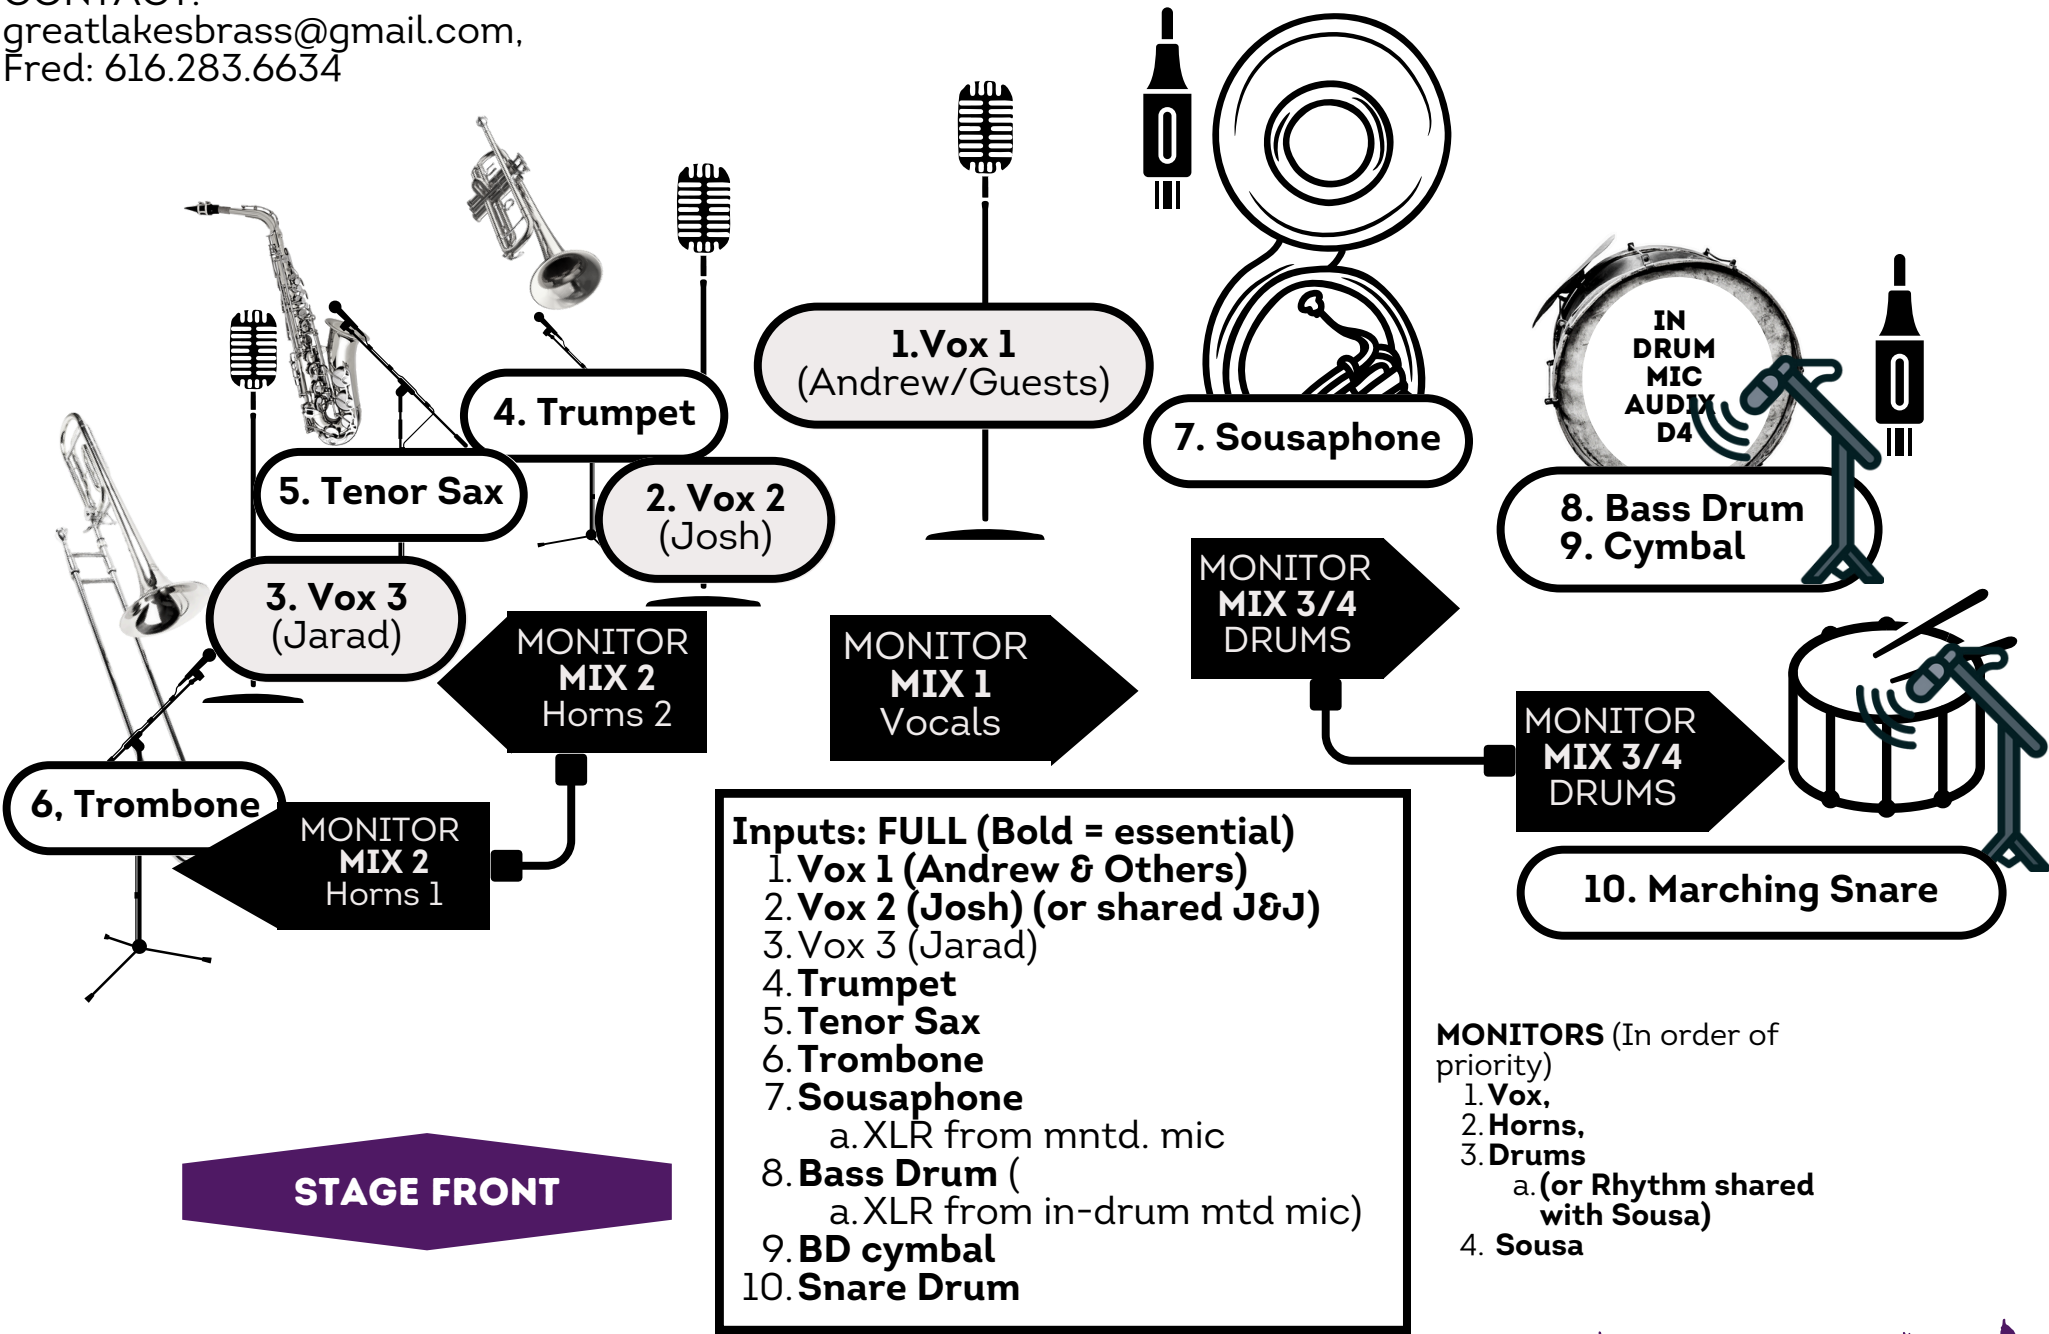 CONTACT:
greatlakesbrass@gmail.com,
Fred: 616.283.6634
1.Vox 1
(Andrew/Guests)
4. Trumpet
5. Tenor Sax
2. Vox 2
(Josh)
3. Vox 3
(Jarad)
6, Trombone
7. Sousaphone
IN
DRUM
MIC
AUDIX
D4
8. Bass Drum
9. Cymbal
10. Marching Snare
MONITOR
MIX 2
Horns 2
MONITOR
MIX 2
Horns 1
MONITOR
MIX 1
Vocals
MONITOR
MIX 3/4
DRUMS
MONITOR
MIX 3/4
DRUMS
Inputs: FULL (Bold = essential)
1. Vox 1 (Andrew & Others)
2. Vox 2 (Josh) (or shared J&J)
3. Vox 3 (Jarad)
4. Trumpet
5. Tenor Sax
6. Trombone
7. Sousaphone
a. XLR from mntd. mic
8. Bass Drum (
a. XLR from in-drum mtd mic)
9. BD cymbal
10. Snare Drum
MONITORS (In order of
priority)
1. Vox,
2. Horns,
3. Drums
a. (or Rhythm shared
with Sousa)
4. Sousa
STAGE FRONT